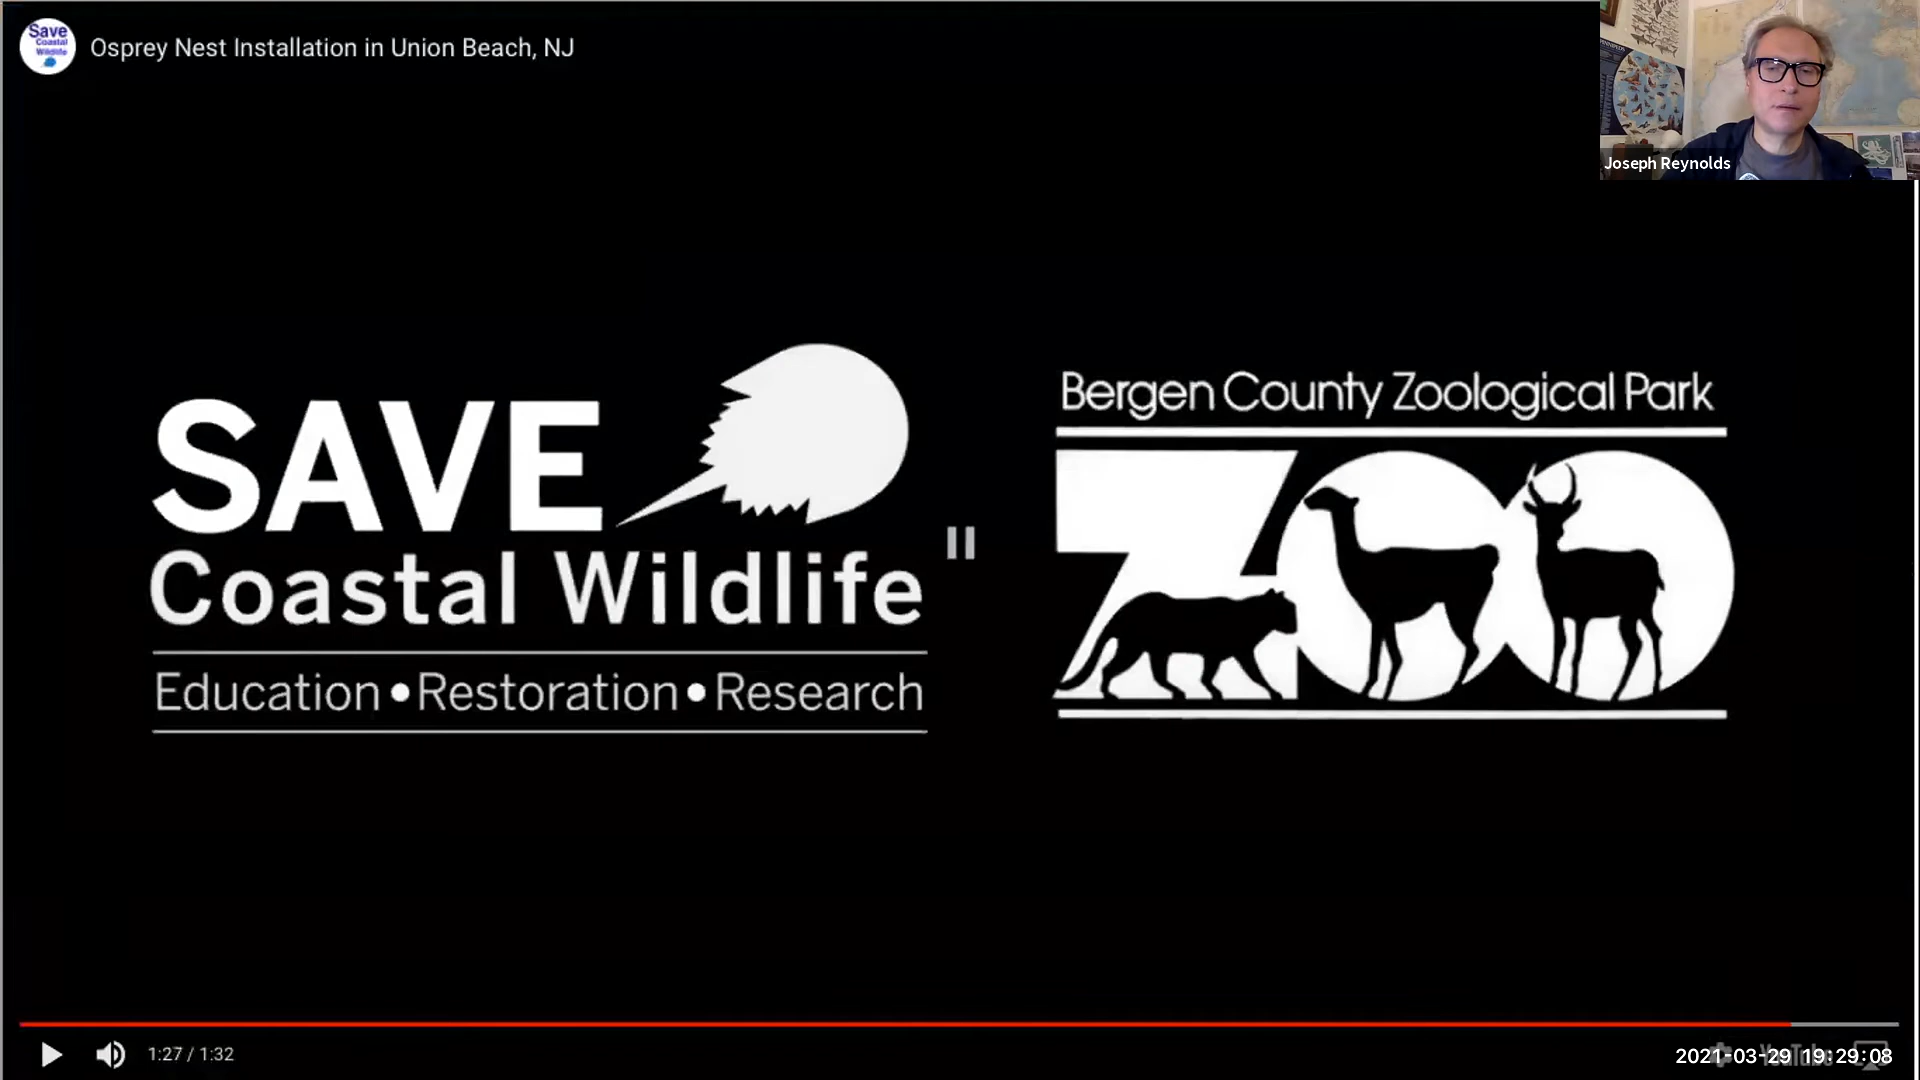 Save
Coastal
Wildlife
Osprey Nest Installation in Union Beach, NJ
Joseph Reynolds
SAVE
Coastal Wildlife
Education • Restoration • Research
Bergen County Zoological Park
ZOO
1:27 / 1:32
YouTube
2021-03-29 19:29:08